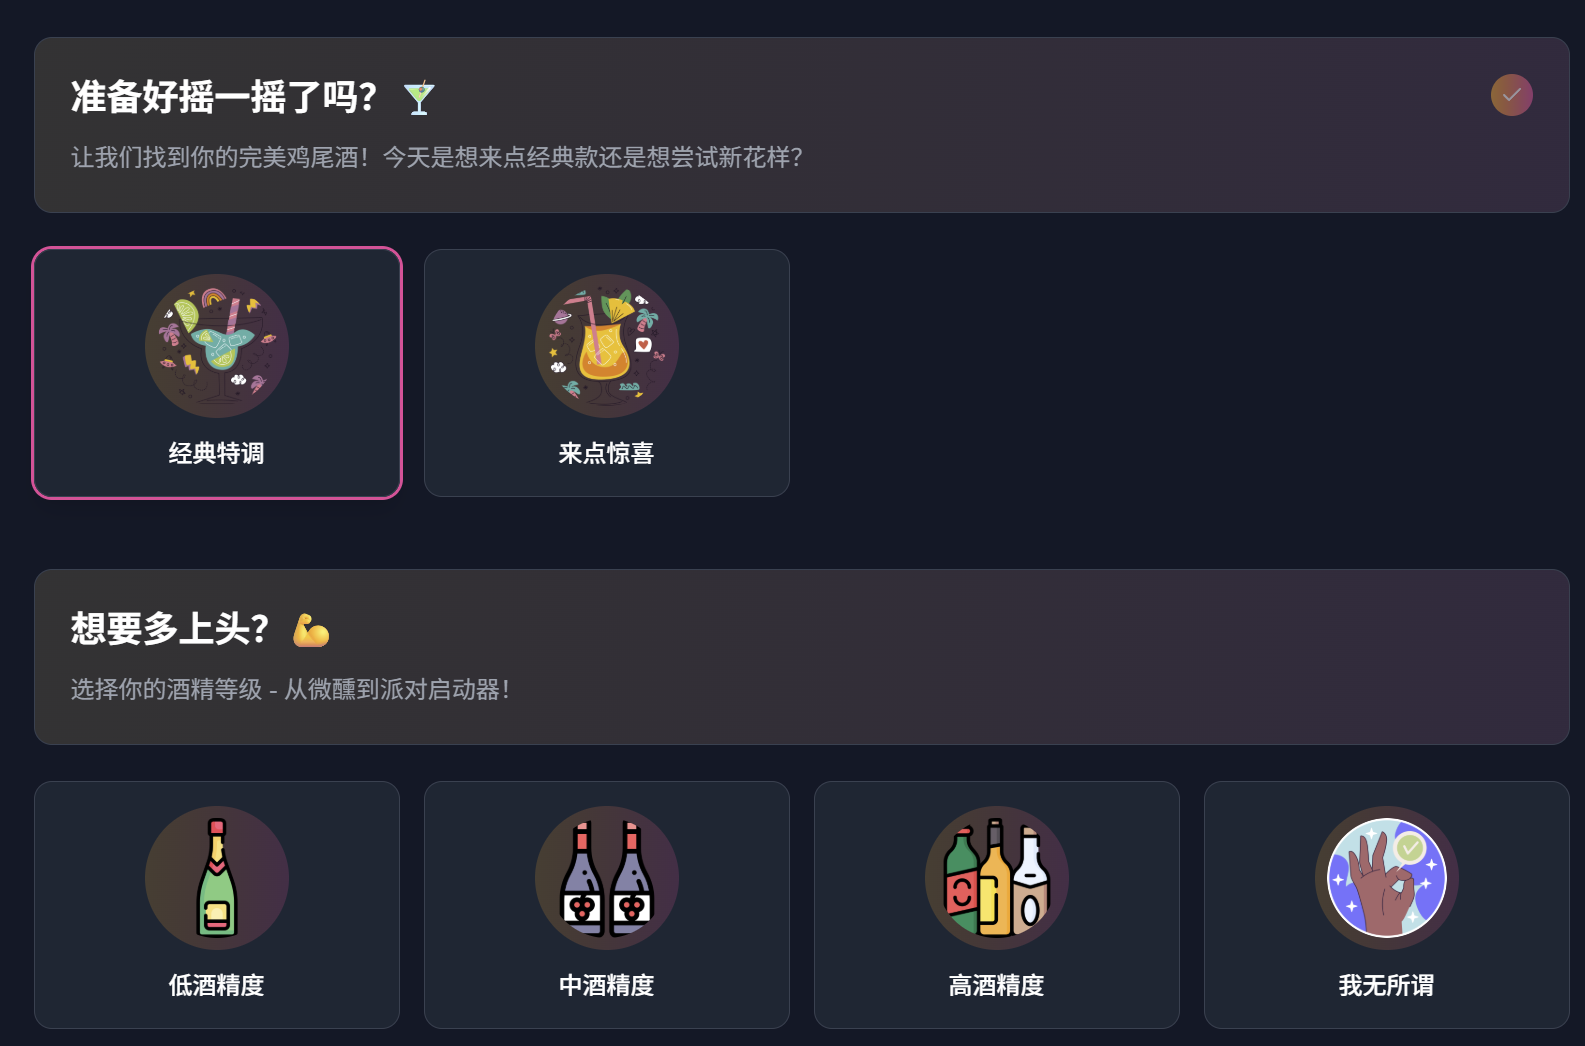 准备好摇一摇了吗？🍸
让我们找到你的完美鸡尾酒！今天是想来点经典款还是想尝试新花样？
经典特调
来点惊喜
想要多上头？💪
选择你的酒精等级 - 从微醺到派对启动器！
低酒精度
中酒精度
高酒精度
我无所谓